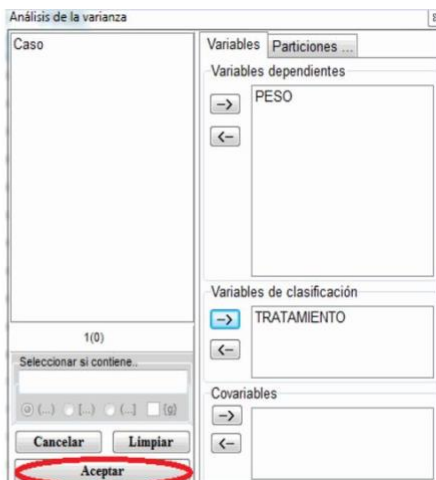 Análisis de la varianza
Caso
Variables
Particiones ...
Variables dependientes
-->
PESO
<--
Variables de clasificación
-->
TRATAMIENTO
<--
1(0)
Seleccionar si contiene..
(...) [...) (...] {g}
Covariables
-->
<--
Cancelar
Limpiar
Aceptar